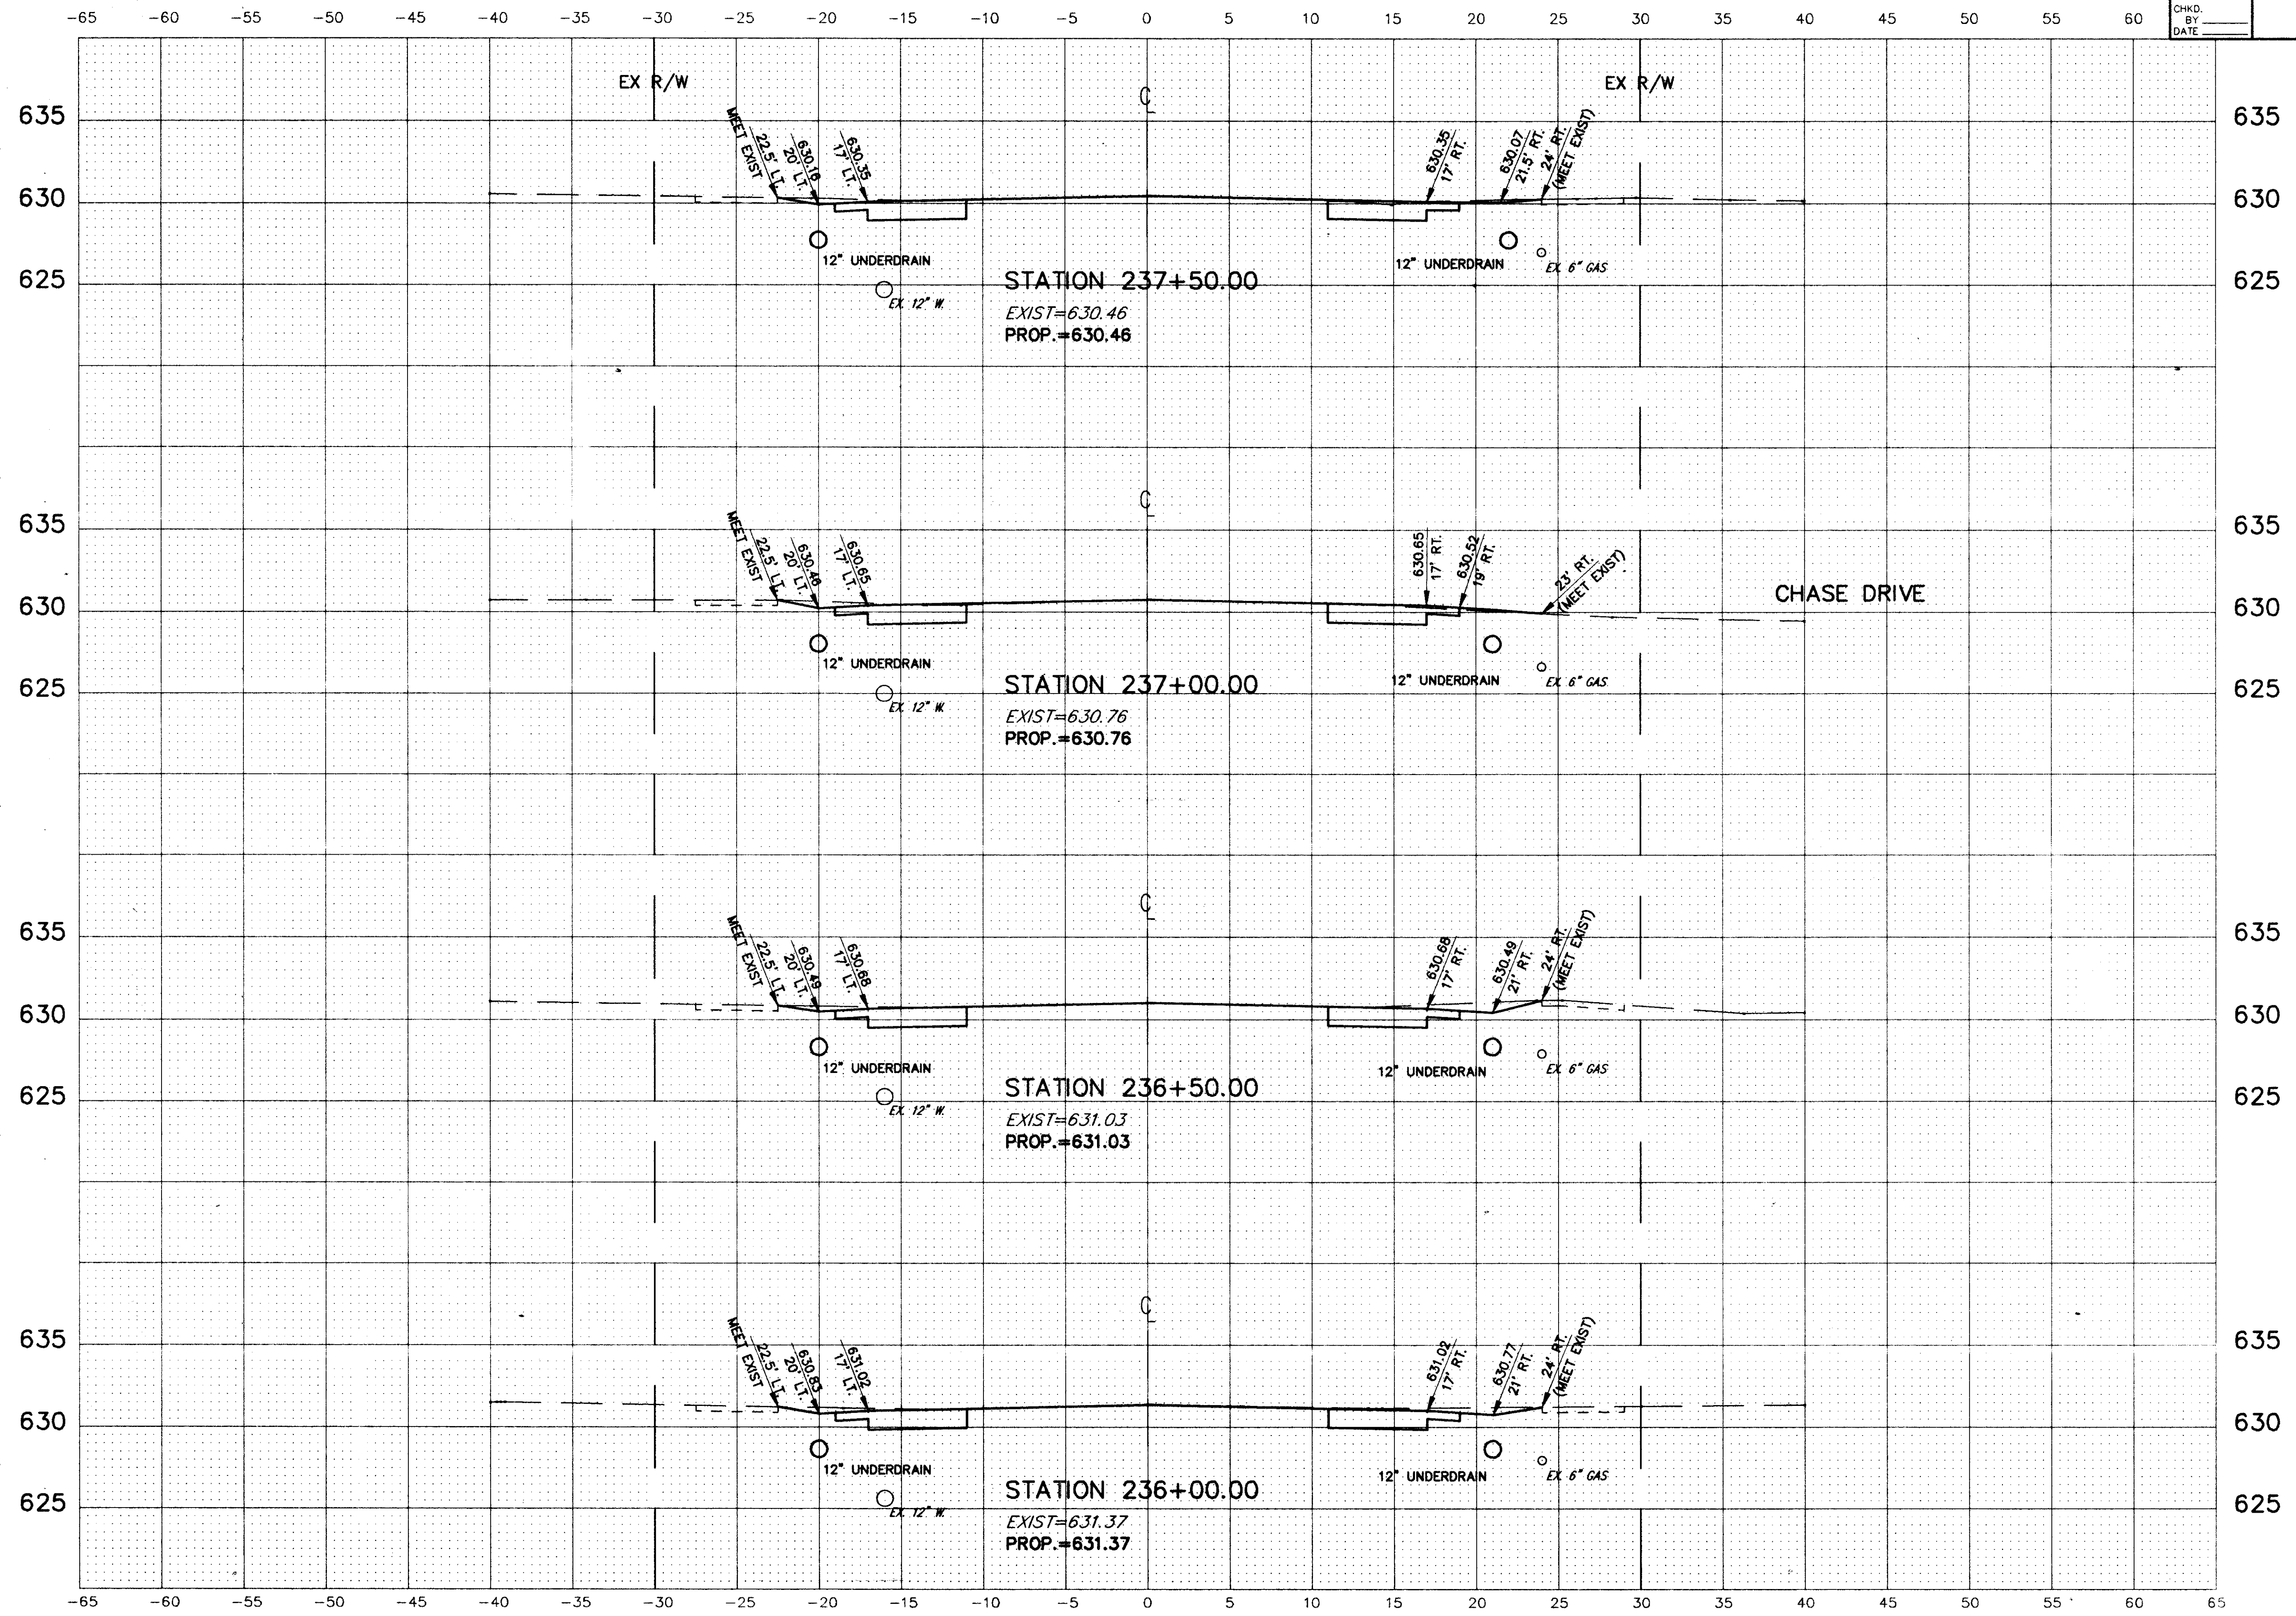 -65 -60 -55 -50 -45 -40 -35 -30 -25 -20 -15 -10 -5 0 5 10 15 20 25 30 35 40 45 50 55 60
CHKD.
BY
DATE
EX R/W
EX R/W
635
635
630
630
625
625
MEET EXIST
22.5' LT.
630.16
20' LT.
630.35
17' LT.
℄
630.35
17' RT.
630.07
21.5' RT.
24' RT.
(MEET EXIST)
12" UNDERDRAIN
EX. 12" W.
12" UNDERDRAIN
EX. 6" GAS
STATION 237+50.00
EXIST=630.46
PROP.=630.46
635
635
630
630
625
625
MEET EXIST
22.5' LT.
630.46
20' LT.
630.65
17' LT.
℄
630.65
17' RT.
630.52
19' RT.
23' RT.
(MEET EXIST)
CHASE DRIVE
12" UNDERDRAIN
EX. 12" W.
12" UNDERDRAIN
EX. 6" GAS
STATION 237+00.00
EXIST=630.76
PROP.=630.76
635
635
630
630
625
625
MEET EXIST
22.5' LT.
630.49
20' LT.
630.68
17' LT.
℄
630.68
17' RT.
630.49
21' RT.
24' RT.
(MEET EXIST)
12" UNDERDRAIN
EX. 12" W.
12" UNDERDRAIN
EX. 6" GAS
STATION 236+50.00
EXIST=631.03
PROP.=631.03
635
635
630
630
625
625
MEET EXIST
22.5' LT.
630.83
20' LT.
631.02
17' LT.
℄
631.02
17' RT.
630.77
21' RT.
24' RT.
(MEET EXIST)
12" UNDERDRAIN
EX. 12" W.
12" UNDERDRAIN
EX. 6" GAS
STATION 236+00.00
EXIST=631.37
PROP.=631.37
-65 -60 -55 -50 -45 -40 -35 -30 -25 -20 -15 -10 -5 0 5 10 15 20 25 30 35 40 45 50 55 60 65